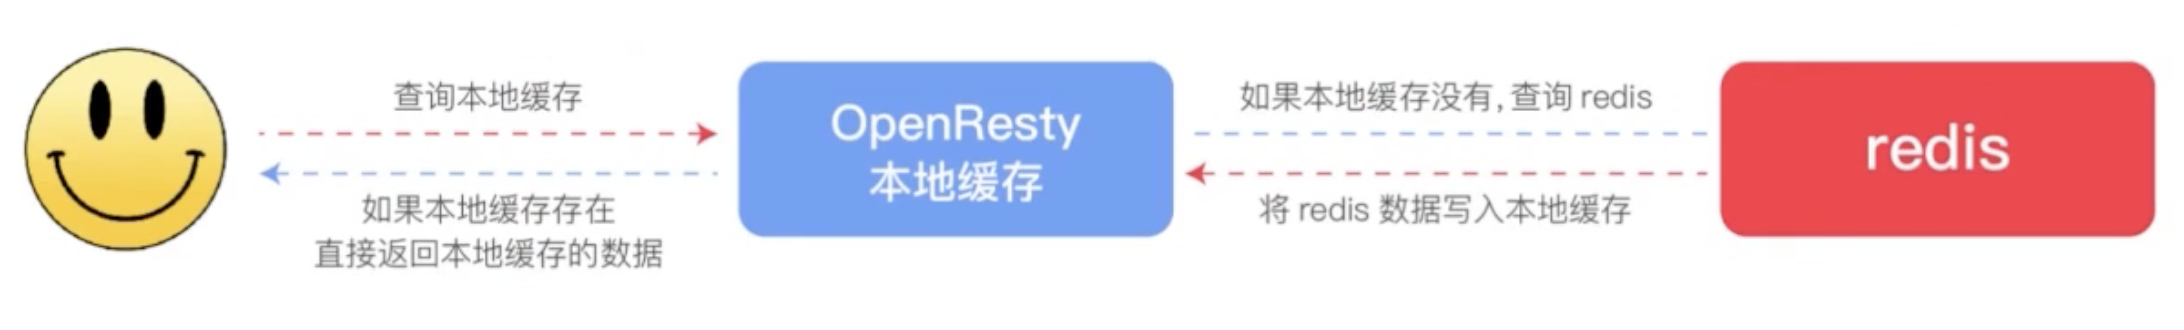 查询本地缓存
如果本地缓存存在
直接返回本地缓存的数据
OpenResty
本地缓存
如果本地缓存没有,查询 redis
将 redis 数据写入本地缓存
redis